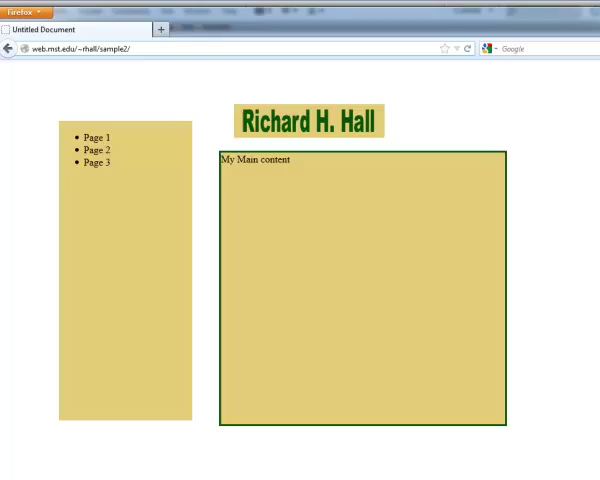 Firefox
Untitled Document
web.mst.edu/~rhall/sample2/
Google
Richard H. Hall
Page 1
Page 2
Page 3
My Main content